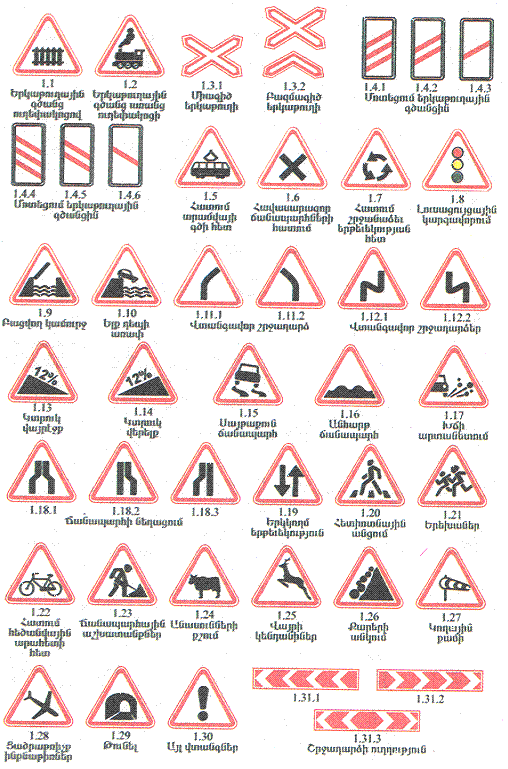 1.1
Երկաթուղային
գծանց
ուղեփակոցով
1.2
Երկաթուղային
գծանց առանց
ուղեփակոցի
1.3.1
Միագիծ
երկաթուղի
1.3.2
Բազմագիծ
երկաթուղի
1.4.1 1.4.2 1.4.3
Մոտեցում երկաթուղային
գծանցին
1.4.4 1.4.5 1.4.6
Մոտեցում երկաթուղային
գծանցին
1.5
Հատում
տրամվայի
գծի հետ
1.6
Հավասարազոր
ճանապարհների
հատում
1.7
Հատում
շրջանաձև
երթևեկության
հետ
1.8
Լուսացույցային
կարգավորում
1.9
Բացվող կամուրջ
1.10
Ելք դեպի
առափ
1.11.1 1.11.2
Վտանգավոր շրջադարձ
1.12.1 1.12.2
Վտանգավոր շրջադարձեր
12%
1.13
Կտրուկ
վայրէջք
12%
1.14
Կտրուկ
վերելք
1.15
Սայթաքուն
ճանապարհ
1.16
Անհարթ
ճանապարհ
1.17
Խճի
արտանետում
1.18.1 1.18.2 1.18.3
Ճանապարհի նեղացում
1.19
Երկկողմ
երթևեկություն
1.20
Հետիոտնային
անցում
1.21
Երեխաներ
1.22
Հատում
հեծանվային
արահետի
հետ
1.23
Ճանապարհային
աշխատանքներ
1.24
Անասունների
քշում
1.25
Վայրի
կենդանիներ
1.26
Քարերի
անկում
1.27
Կողային
քամի
1.28
Ցածրաթռիչք
ինքնաթիռներ
1.29
Թունել
1.30
Այլ վտանգներ
1.31.1 1.31.2
1.31.3
Շրջադարձի ուղղություն